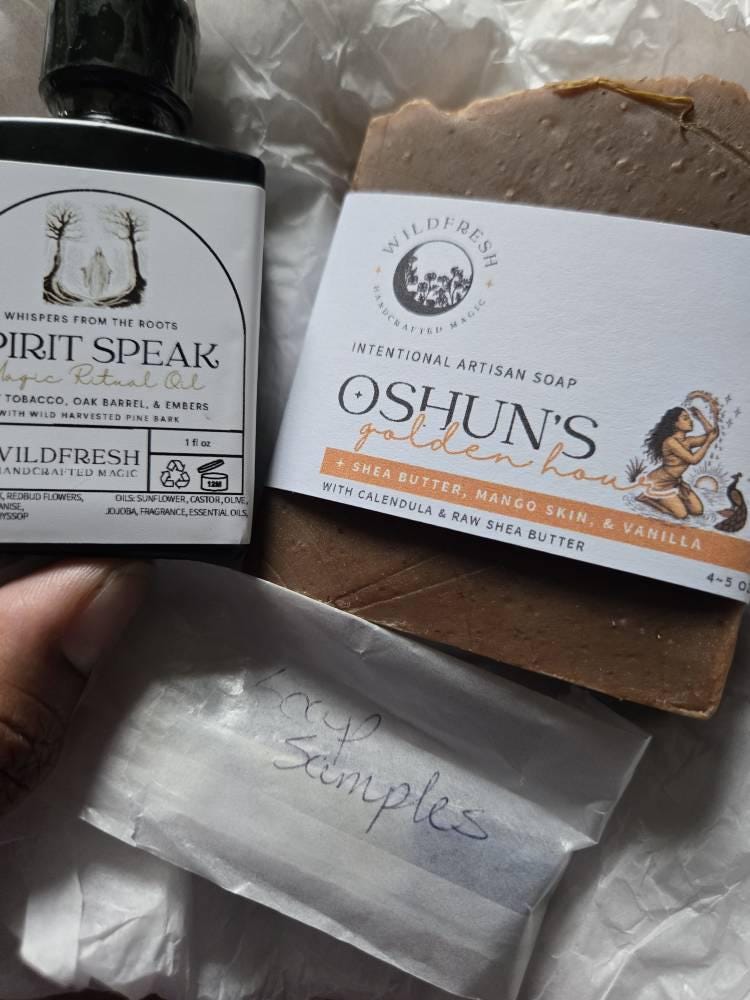 WHISPERS FROM THE ROOTS
PIRIT SPEAK
Magic Ritual Oil
TOBACCO, OAK BARREL, & EMBERS
WITH WILD HARVESTED PINE BARK
WILDFRESH
HANDCRAFTED MAGIC
1 fl oz
12M
REDBUD FLOWERS,
OILS: SUNFLOWER, CASTOR, OLIVE,
JOJOBA, FRAGRANCE, ESSENTIAL OILS,
WILDFRESH
HANDCRAFTED MAGIC
INTENTIONAL ARTISAN SOAP
OSHUN'S
golden hour
+ SHEA BUTTER, MANGO SKIN, & VANILLA
WITH CALENDULA & RAW SHEA BUTTER
4~5
Soap
samples